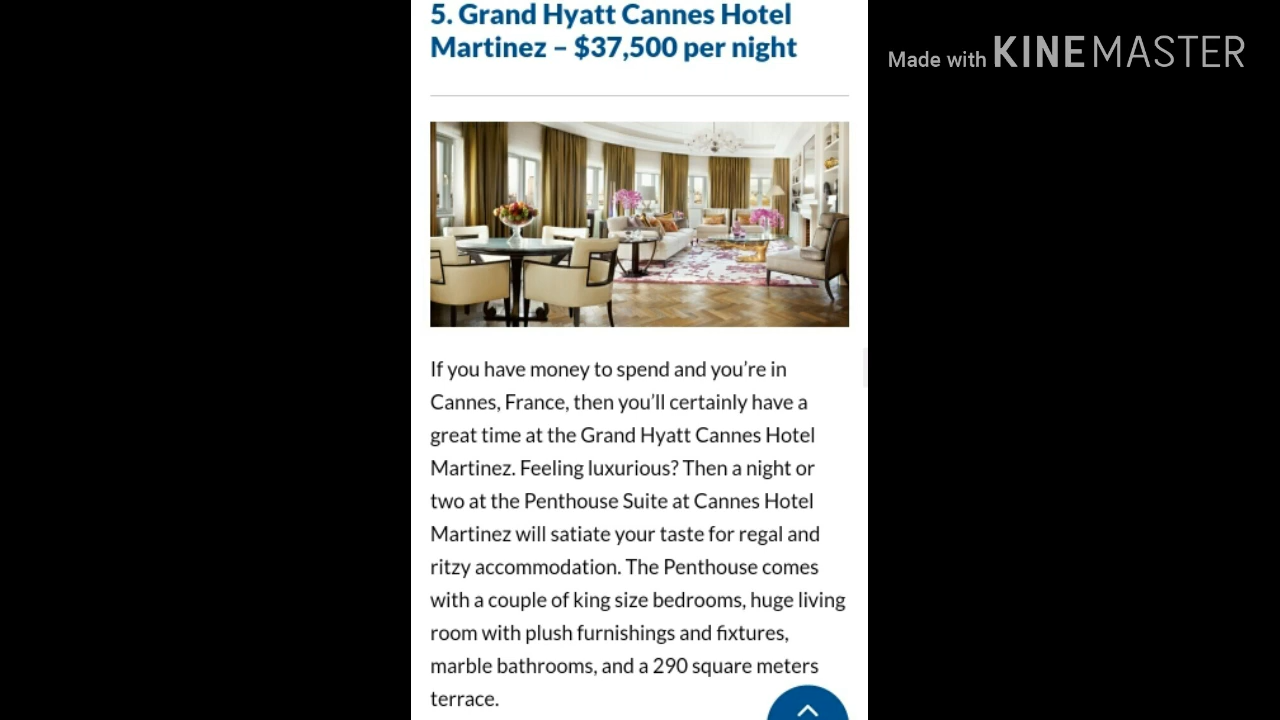 5. Grand Hyatt Cannes Hotel
Martinez – $37,500 per night
Made with KINEMASTER
If you have money to spend and you’re in
Cannes, France, then you’ll certainly have a
great time at the Grand Hyatt Cannes Hotel
Martinez. Feeling luxurious? Then a night or
two at the Penthouse Suite at Cannes Hotel
Martinez will satiate your taste for regal and
ritzy accommodation. The Penthouse comes
with a couple of king size bedrooms, huge living
room with plush furnishings and fixtures,
marble bathrooms, and a 290 square meters
terrace.